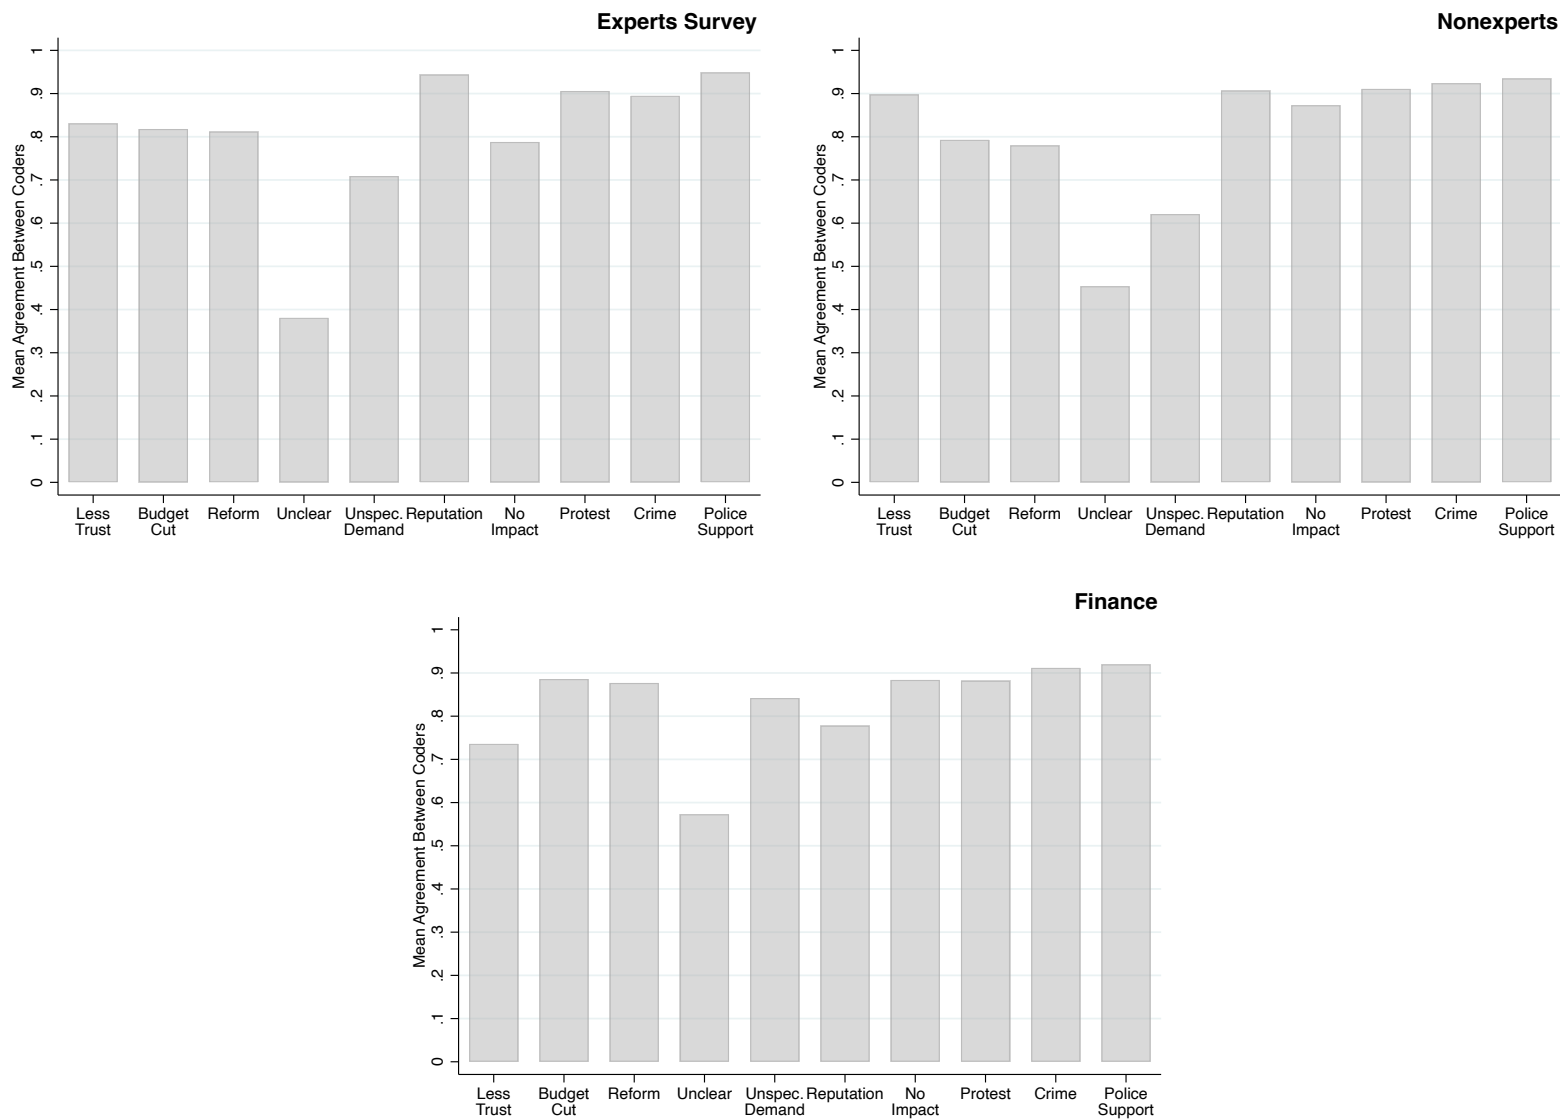 Experts Survey
Mean Agreement Between Coders
1
.9
.8
.7
.6
.5
.4
.3
.2
.1
0
Less Trust
Budget Cut
Reform
Unclear
Unspec. Demand
Reputation
No Impact
Protest
Crime
Police Support
Nonexperts
Mean Agreement Between Coders
1
.9
.8
.7
.6
.5
.4
.3
.2
.1
0
Less Trust
Budget Cut
Reform
Unclear
Unspec. Demand
Reputation
No Impact
Protest
Crime
Police Support
Finance
Mean Agreement Between Coders
1
.9
.8
.7
.6
.5
.4
.3
.2
.1
0
Less Trust
Budget Cut
Reform
Unclear
Unspec. Demand
Reputation
No Impact
Protest
Crime
Police Support